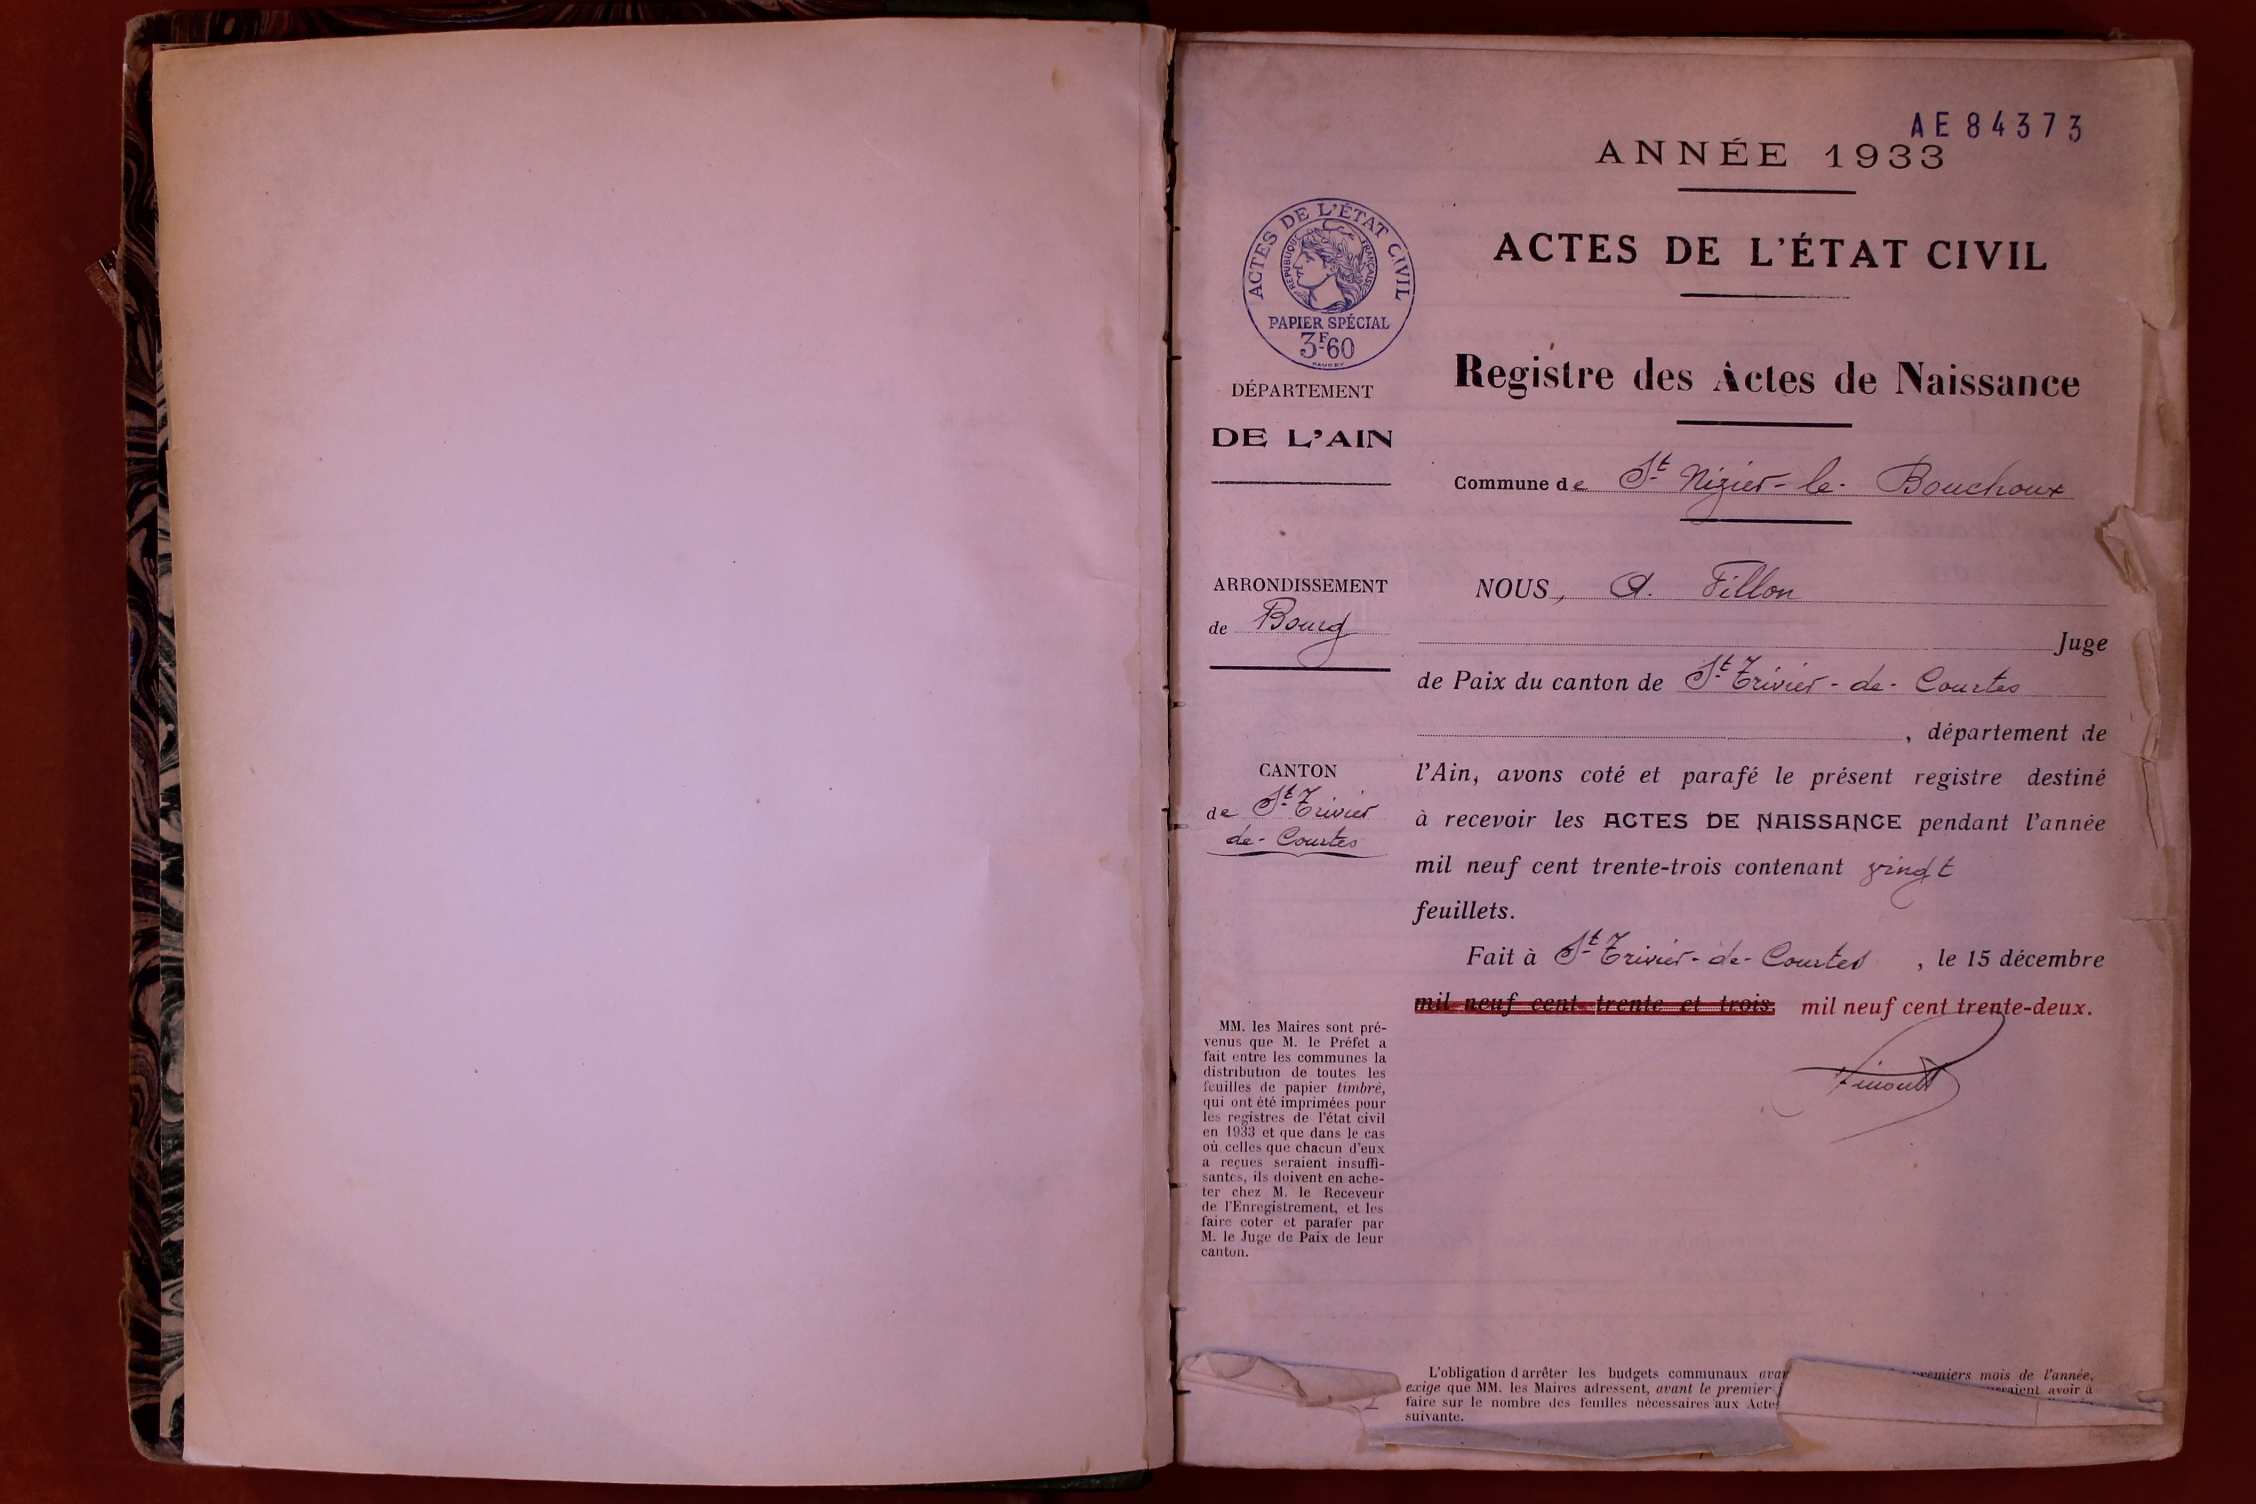 AE84373
ANNÉE 1933
ACTES DE L'ÉTAT CIVIL
RÉPUBLIQUE FRANÇAISE
PAPIER SPÉCIAL
3F60
ACTES DE L'ÉTAT CIVIL
Registre des Actes de Naissance
DÉPARTEMENT
DE L'AIN
Commune de St Nizier-le-Bouchoux
ARRONDISSEMENT
de Bourg
NOUS, A. Fillon
Juge
de Paix du canton de St Trivier-de-Courtes
, département de
CANTON
de St Trivier
de-Courtes
l'Ain, avons coté et parafé le présent registre destiné
à recevoir les ACTES DE NAISSANCE pendant l'année
mil neuf cent trente-trois contenant vingt
feuillets.
Fait à St Trivier-de-Courtes, le 15 décembre
mil neuf cent trente et trois. mil neuf cent trente-deux.
MM. les Maires sont pré-
venus que M. le Préfet a
fait entre les communes la
distribution de toutes les
feuilles de papier timbré,
qui ont été imprimées pour
les registres de l'état civil
en 1933 et que dans le cas
où celles que chacun d'eux
a reçues seraient insuffi-
santes, ils doivent en ache-
ter chez M. le Receveur
de l'Enregistrement, et les
faire coter et parafer par
M. le Juge de Paix de leur
canton.
L'obligation d'arrêter les budgets communaux premiers mois de l'année,
exige que MM. les Maires adressent, avant le premier avoir à
faire sur le nombre des feuilles nécessaires aux
suivante.